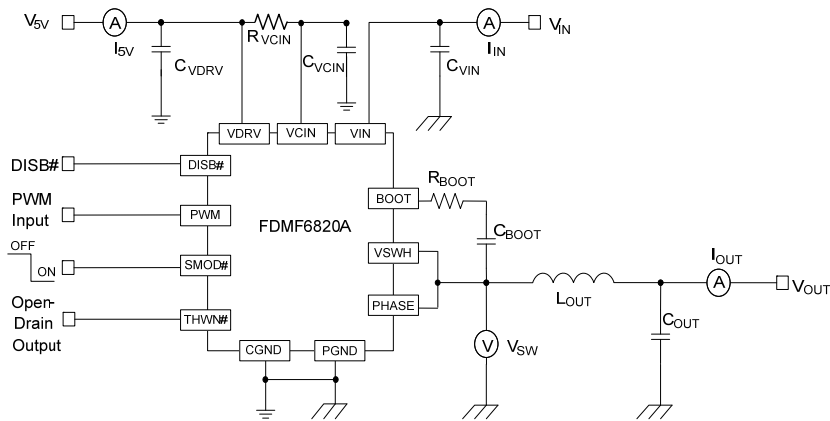 V5V
A
I5V
RVCIN
A
IIN
VIN
CVDRV
CVCIN
CVIN
VDRV
VCIN
VIN
DISB#
DISB#
PWM
Input
PWM
OFF
ON
SMOD#
Open-
Drain
Output
THWN#
FDMF6820A
BOOT
RBOOT
CBOOT
VSWH
PHASE
LOUT
IOUT
A
VOUT
COUT
V
VSW
CGND
PGND